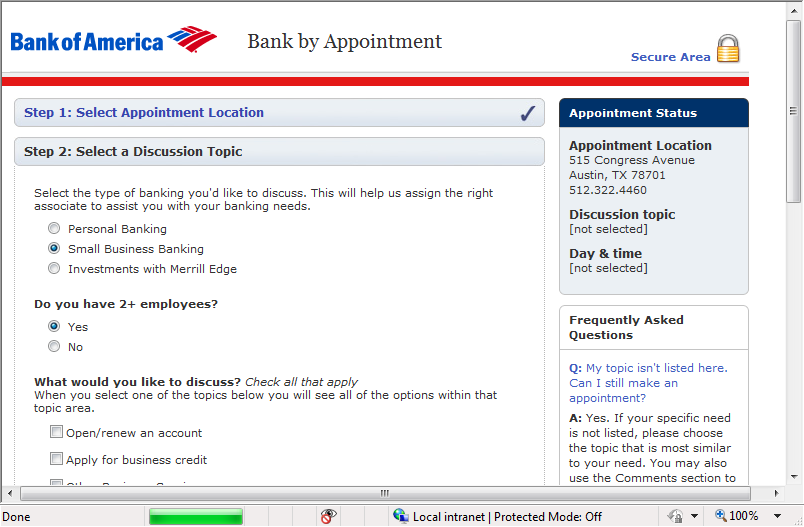 Bank of America
Bank by Appointment
Secure Area
Step 1: Select Appointment Location
Step 2: Select a Discussion Topic
Select the type of banking you'd like to discuss. This will help us assign the right
associate to assist you with your banking needs.
Personal Banking
Small Business Banking
Investments with Merrill Edge
Do you have 2+ employees?
Yes
No
What would you like to discuss? Check all that apply
When you select one of the topics below you will see all of the options within that
topic area.
Open/renew an account
Apply for business credit
Appointment Status
Appointment Location
515 Congress Avenue
Austin, TX 78701
512.322.4460
Discussion topic
[not selected]
Day & time
[not selected]
Frequently Asked
Questions
Q: My topic isn't listed here.
Can I still make an
appointment?
A: Yes. If your specific need
is not listed, please choose
the topic that is most similar
to your need. You may also
use the Comments section to
Done
Local intranet | Protected Mode: Off
100%